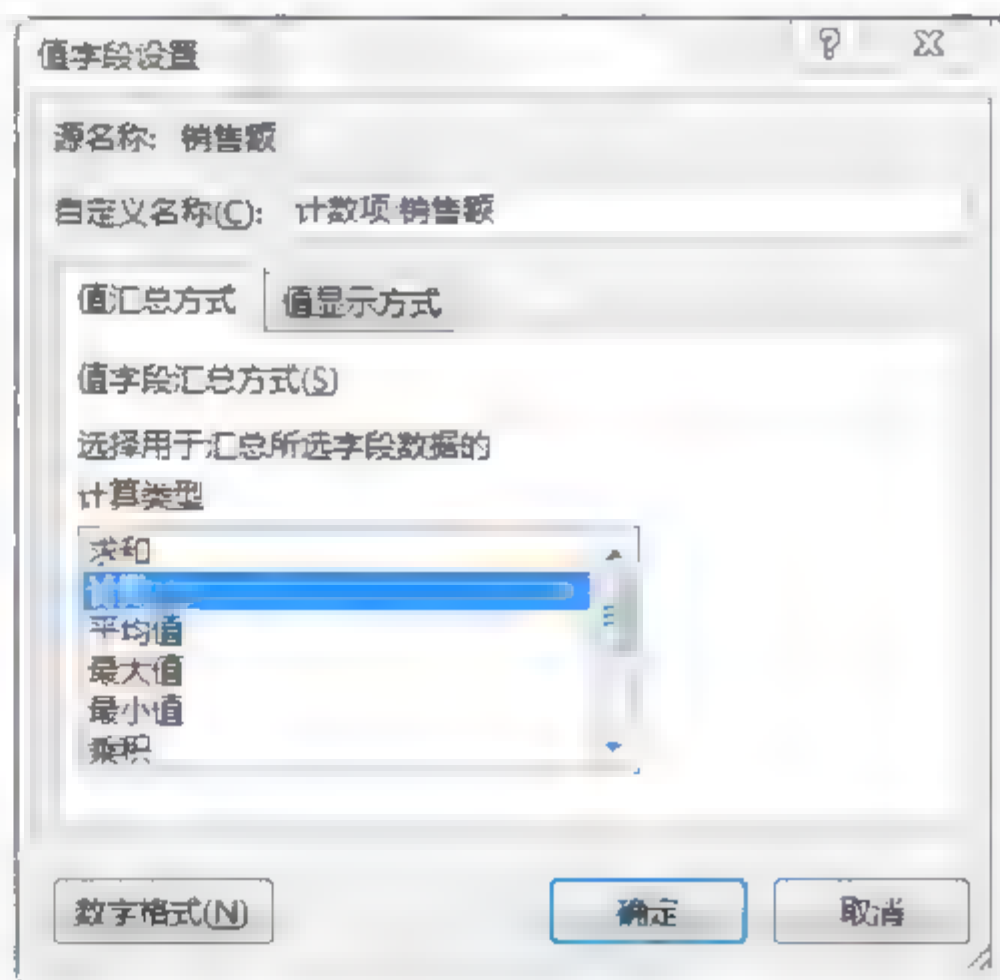 值字段设置
源名称: 销售额
自定义名称(C): 计数项:销售额
值汇总方式 值显示方式
值字段汇总方式(S)
选择用于汇总所选字段数据的
计算类型
求和
计数
平均值
最大值
最小值
乘积
数字格式(N) 确定 取消